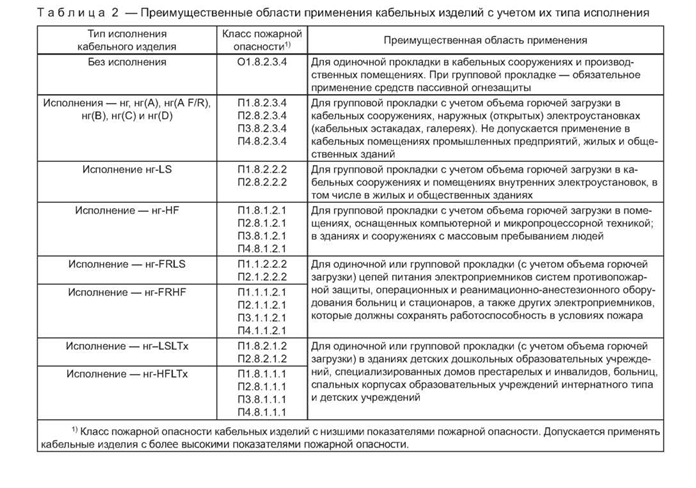 Таблица 2 — Преимущественные области применения кабельных изделий с учетом их типа исполнения
Тип исполнения
кабельного изделия
Класс пожарной
опасности1)
Преимущественная область применения
Без исполнения
О1.8.2.3.4
Для одиночной прокладки в кабельных сооружениях и производ-
ственных помещениях. При групповой прокладке — обязательное
применение средств пассивной огнезащиты
Исполнения — нг, нг(А), нг(А F/R),
нг(В), нг(С) и нг(D)
П1.8.2.3.4
П2.8.2.3.4
П3.8.2.3.4
П4.8.2.3.4
Для групповой прокладки с учетом объема горючей загрузки в
кабельных сооружениях, наружных (открытых) электроустановках
(кабельных эстакадах, галереях). Не допускается применение в
кабельных помещениях промышленных предприятий, жилых и обще-
ственных зданий
Исполнение нг-LS
П1.8.2.2.2
П2.8.2.2.2
Для групповой прокладки с учетом объема горючей загрузки в ка-
бельных сооружениях и помещениях внутренних электроустановок, в
том числе в жилых и общественных зданиях
Исполнение — нг-HF
П1.8.1.2.1
П2.8.1.2.1
П3.8.1.2.1
П4.8.1.2.1
Для групповой прокладки с учетом объема горючей загрузки в поме-
щениях, оснащенных компьютерной и микропроцессорной техникой;
в зданиях и сооружениях с массовым пребыванием людей
Исполнение — нг-FRLS
П1.1.2.2.2
П2.1.2.2.2
Для одиночной или групповой прокладки (с учетом объема горючей
загрузки) цепей питания электроприемников систем противопожар-
ной защиты, операционных и реанимационно-анестезионного обору-
дования больниц и стационаров, а также других электроприемников,
которые должны сохранять работоспособность в условиях пожара
Исполнение — нг-FRHF
П1.1.1.2.1
П2.1.1.2.1
П3.1.1.2.1
П4.1.1.2.1
Исполнение — нг–LSLTx
П1.8.2.1.2
П2.8.2.1.2
Для одиночной или групповой прокладки (с учетом объема горючей
загрузки) в зданиях детских дошкольных образовательных учрежде-
ний, специализированных домов престарелых и инвалидов, больниц,
спальных корпусах образовательных учреждений интернатного типа
и детских учреждений
Исполнение — нг-HFLTx
П1.8.1.1.1
П2.8.1.1.1
П3.8.1.1.1
П4.8.1.1.1
1) Класс пожарной опасности кабельных изделий с низшими показателями пожарной опасности. Допускается применять
кабельные изделия с более высокими показателями пожарной опасности.